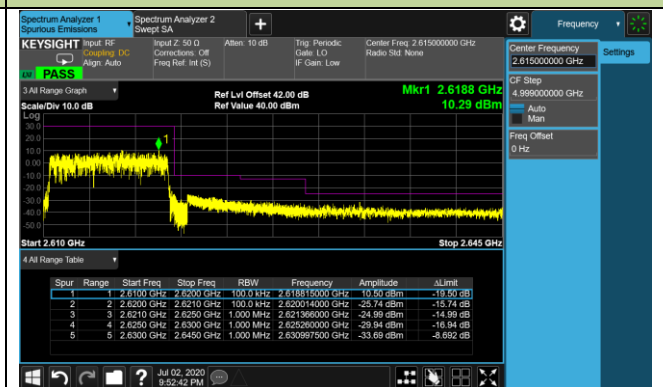 Spectrum Analyzer 1
Spurious Emissions
Spectrum Analyzer 2
Swept SA
+
Frequency
KEYSIGHT
Input: RF
Coupling: DC
Align: Auto
Input Z: 50 Ω
Corrections: Off
Freq Ref: Int (S)
Atten: 10 dB
Trig: Periodic
Gate: LO
IF Gain: Low
Center Freq: 2.615000000 GHz
Radio Std: None
PASS
Center Frequency
2.615000000 GHz
Settings
CF Step
4.999000000 GHz
Auto
Man
Freq Offset
0 Hz
3 All Range Graph
Scale/Div 10.0 dB
Ref Lvl Offset 42.00 dB
Ref Value 40.00 dBm
Mkr1 2.6188 GHz
10.29 dBm
Log
30.0
20.0
10.0
0.00
-10.0
-20.0
-30.0
-40.0
-50.0
1
Start 2.610 GHz
Stop 2.645 GHz
4 All Range Table
Spur Range Start Freq Stop Freq RBW Frequency Amplitude ΔLimit
1 1 2.6100 GHz 2.6200 GHz 100.0 kHz 2.618815000 GHz 10.50 dBm -19.50 dB
2 2 2.6200 GHz 2.6210 GHz 100.0 kHz 2.620014000 GHz -25.74 dBm -15.74 dB
3 3 2.6210 GHz 2.6250 GHz 1.000 MHz 2.621366000 GHz -24.99 dBm -14.99 dB
4 4 2.6250 GHz 2.6300 GHz 1.000 MHz 2.625260000 GHz -29.94 dBm -16.94 dB
5 5 2.6300 GHz 2.6450 GHz 1.000 MHz 2.630997500 GHz -33.69 dBm -8.692 dB
?
Jul 02, 2020
9:52:42 PM